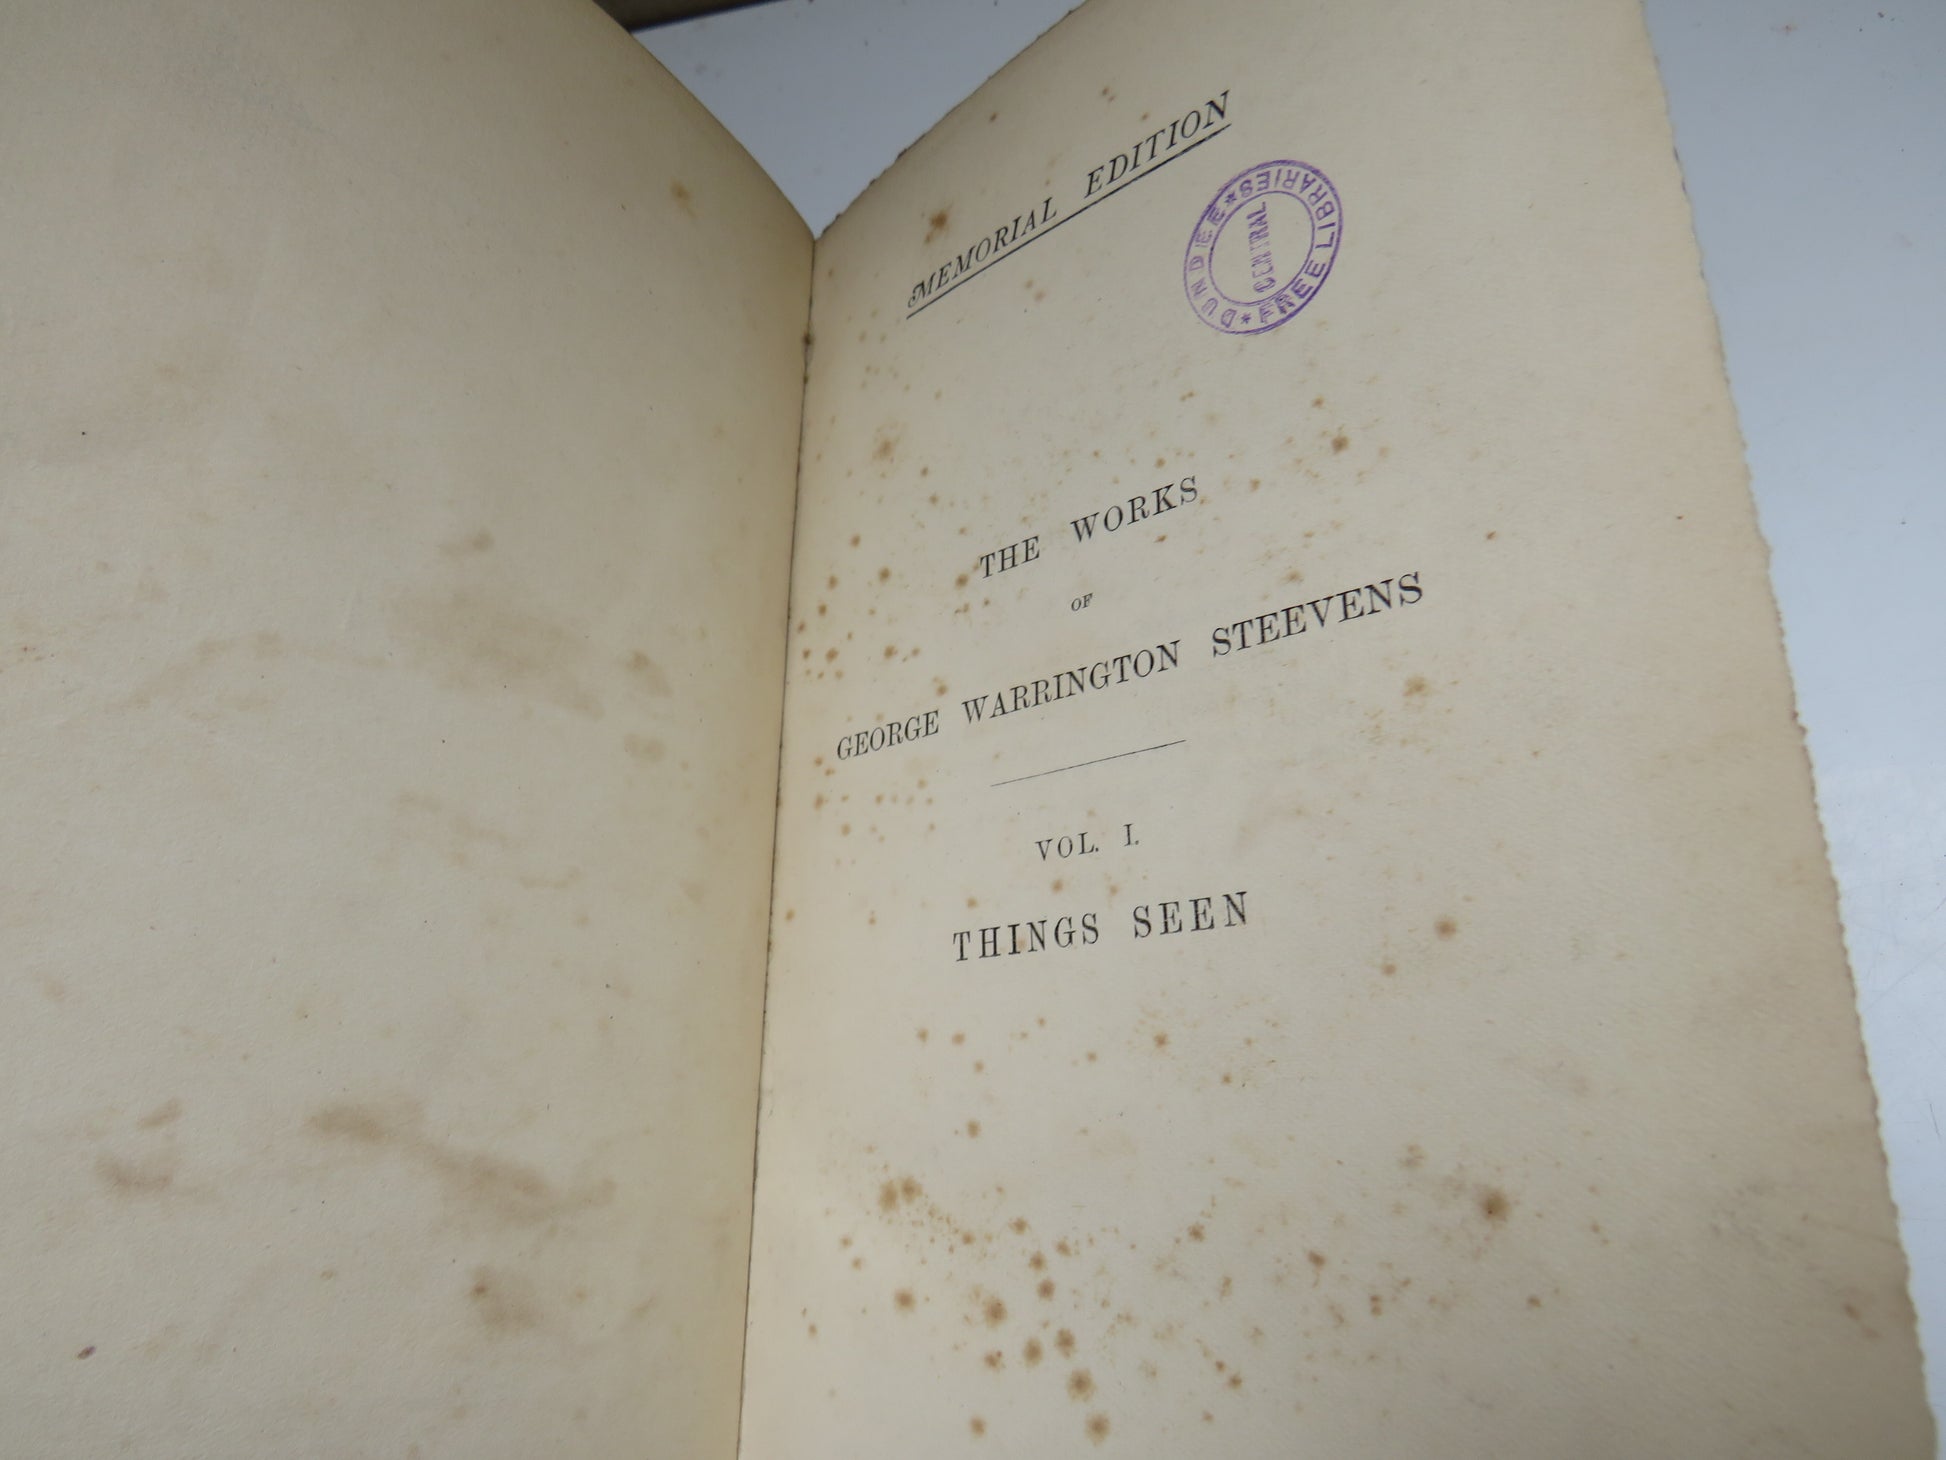 MEMORIAL EDITION
DUNDEE * FREE LIBRARIES *
CENTRAL
THE WORKS
OF
GEORGE WARRINGTON STEEVENS
VOL. I.
THINGS SEEN